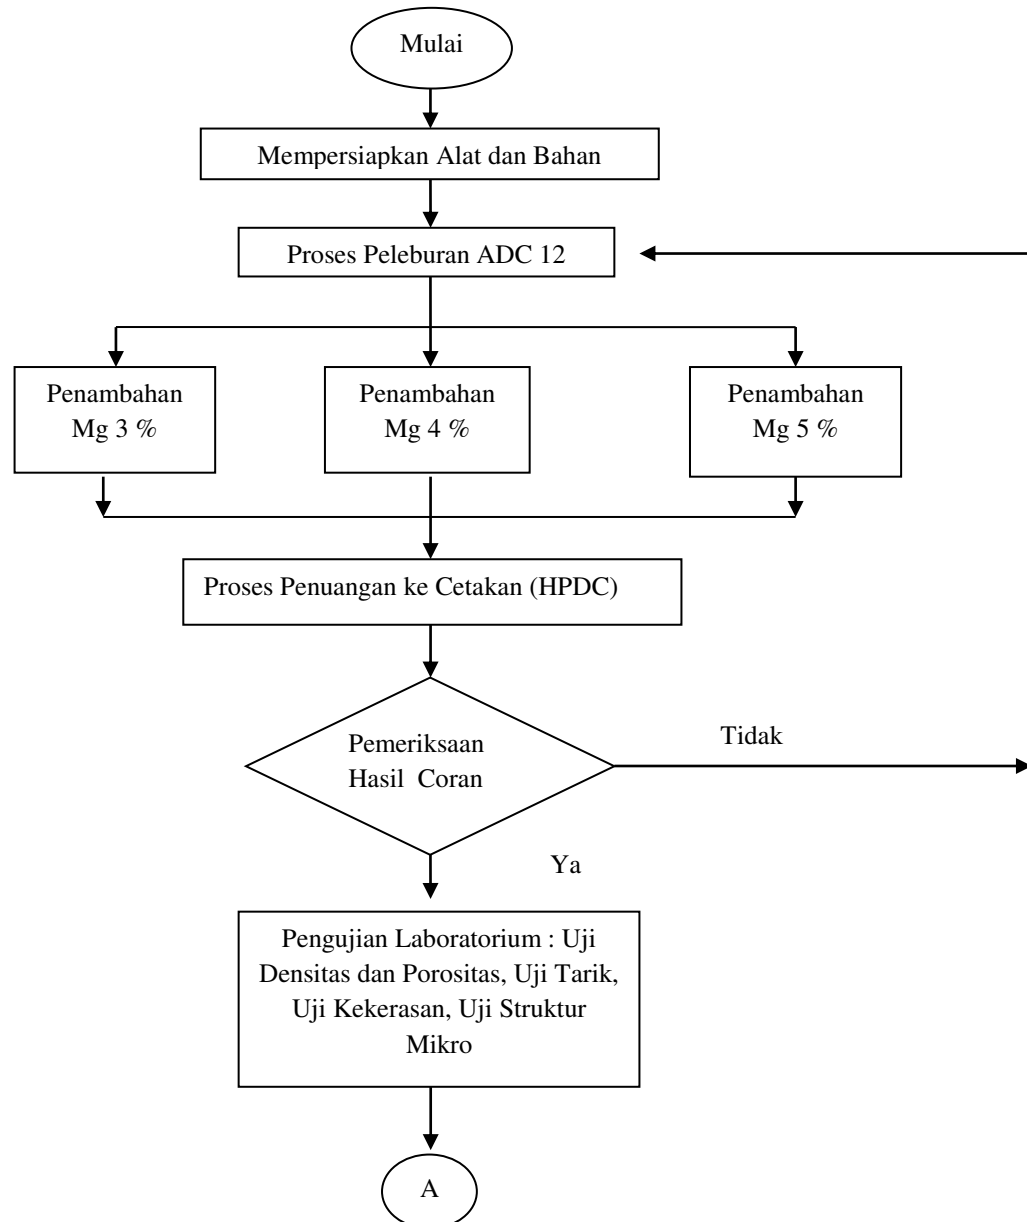 Mulai
Mempersiapkan Alat dan Bahan
Proses Peleburan ADC 12
Penambahan
Mg 3 %
Penambahan
Mg 4 %
Penambahan
Mg 5 %
Proses Penuangan ke Cetakan (HPDC)
Pemeriksaan
Hasil Coran
Tidak
Ya
Pengujian Laboratorium : Uji
Densitas dan Porositas, Uji Tarik,
Uji Kekerasan, Uji Struktur
Mikro
A